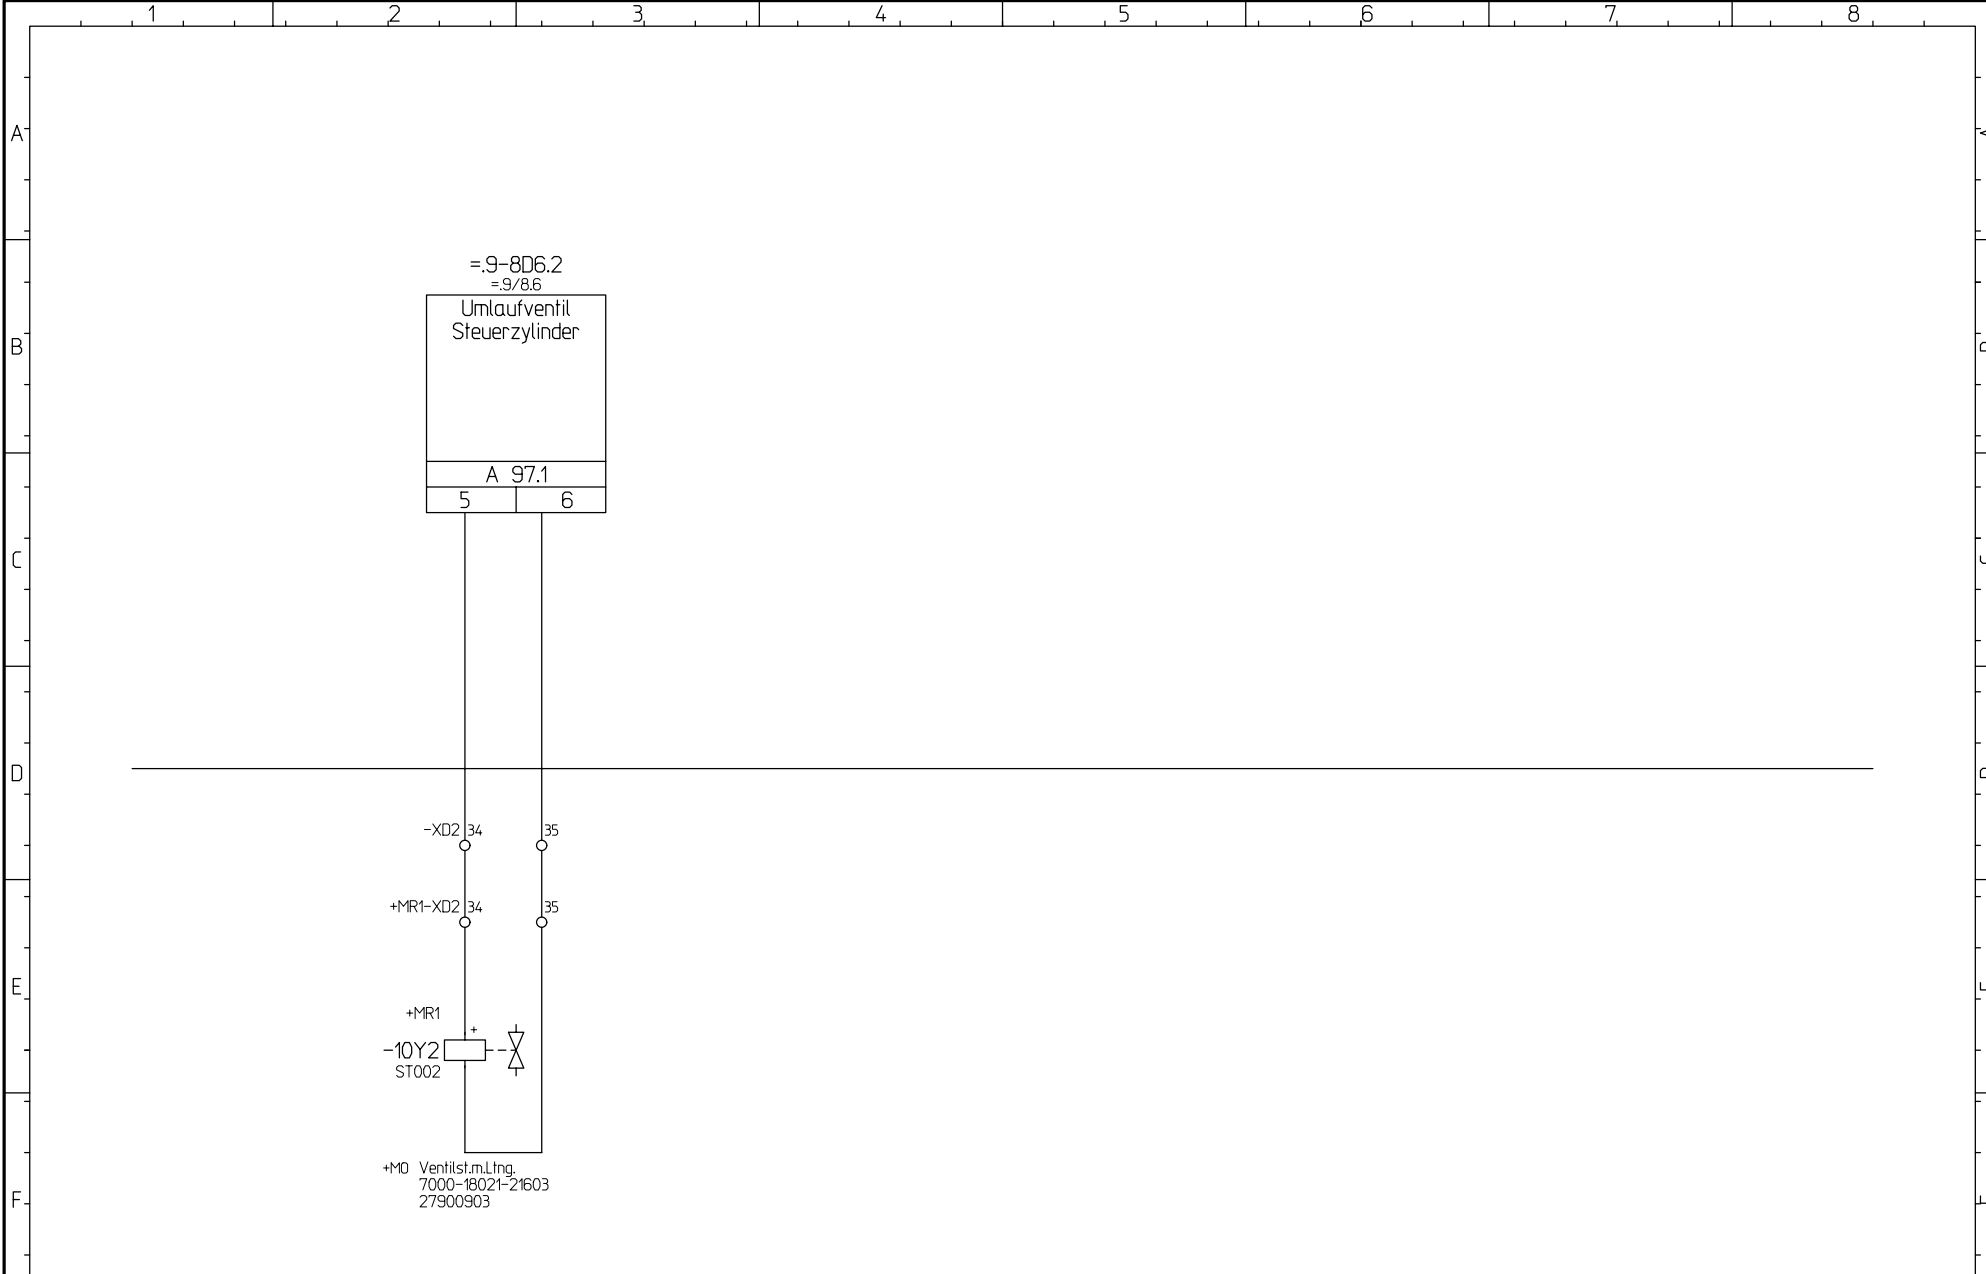 1 2 3 4 5 6 7 8
A
=.9-8D6.2
=.9/8.6
Umlaufventil
Steuerzylinder
B
A 97.1
5 6
C
D
-XD2 34 35
+MR1-XD2 34 35
E
+MR1
+
-10Y2
ST002
+M0 Ventilst.m.Ltng.
7000-18021-21603
27900903
F